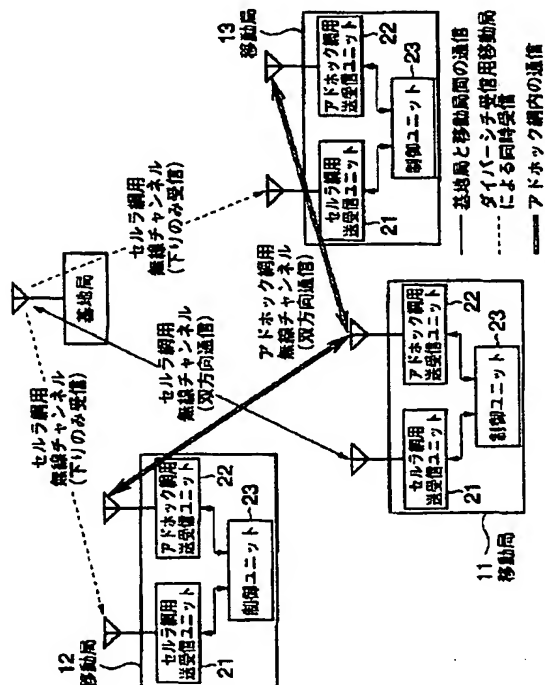 基地局
セルラ網用
無線チャンネル
(下りのみ受信)
セルラ網用
無線チャンネル
(双方向通信)
セルラ網用
無線チャンネル
(下りのみ受信)
アドホック網用
無線チャンネル
(双方向通信)
12
移動局
セルラ網用
送受信ユニット
21
アドホック網用
送受信ユニット
22
制御ユニット
23
11
移動局
セルラ網用
送受信ユニット
21
アドホック網用
送受信ユニット
22
制御ユニット
23
13
移動局
セルラ網用
送受信ユニット
21
アドホック網用
送受信ユニット
22
制御ユニット
23
基地局と移動局間の通信
ダイバーシチ受信用移動局
による同時受信
アドホック網内の通信